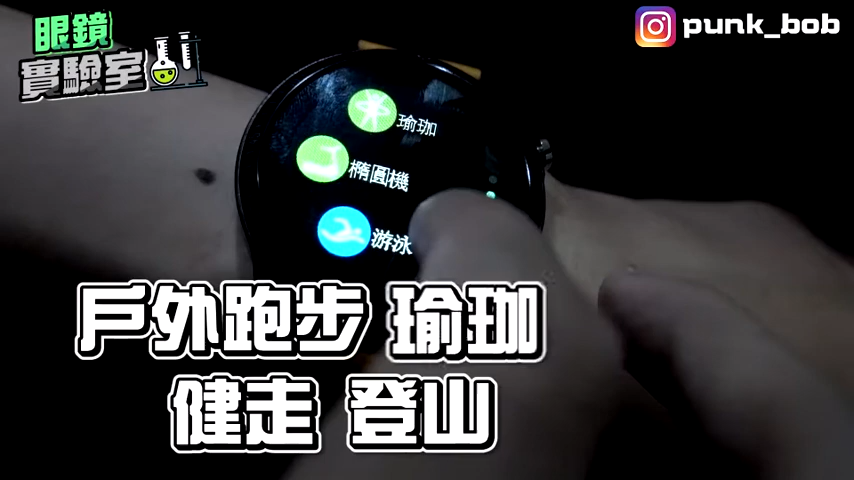 眼鏡
實驗室
punk_bob
瑜珈
橢圓機
游泳
戶外跑步 瑜珈
健走 登山